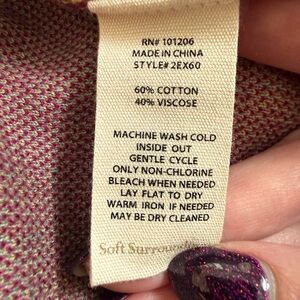 RN# 101206
MADE IN CHINA
STYLE# 2EX60
60% COTTON
40% VISCOSE
MACHINE WASH COLD
INSIDE OUT
GENTLE CYCLE
ONLY NON-CHLORINE
BLEACH WHEN NEEDED
LAY FLAT TO DRY
WARM IRON IF NEEDED
MAY BE DRY CLEANED
Soft